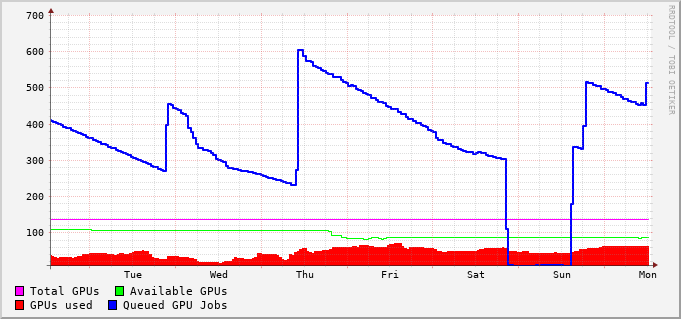 700
600
500
400
300
200
100
Tue Wed Thu Fri Sat Sun Mon
Total GPUs Available GPUs
GPUs used Queued GPU Jobs
RRDTOOL / TOBI OETIKER